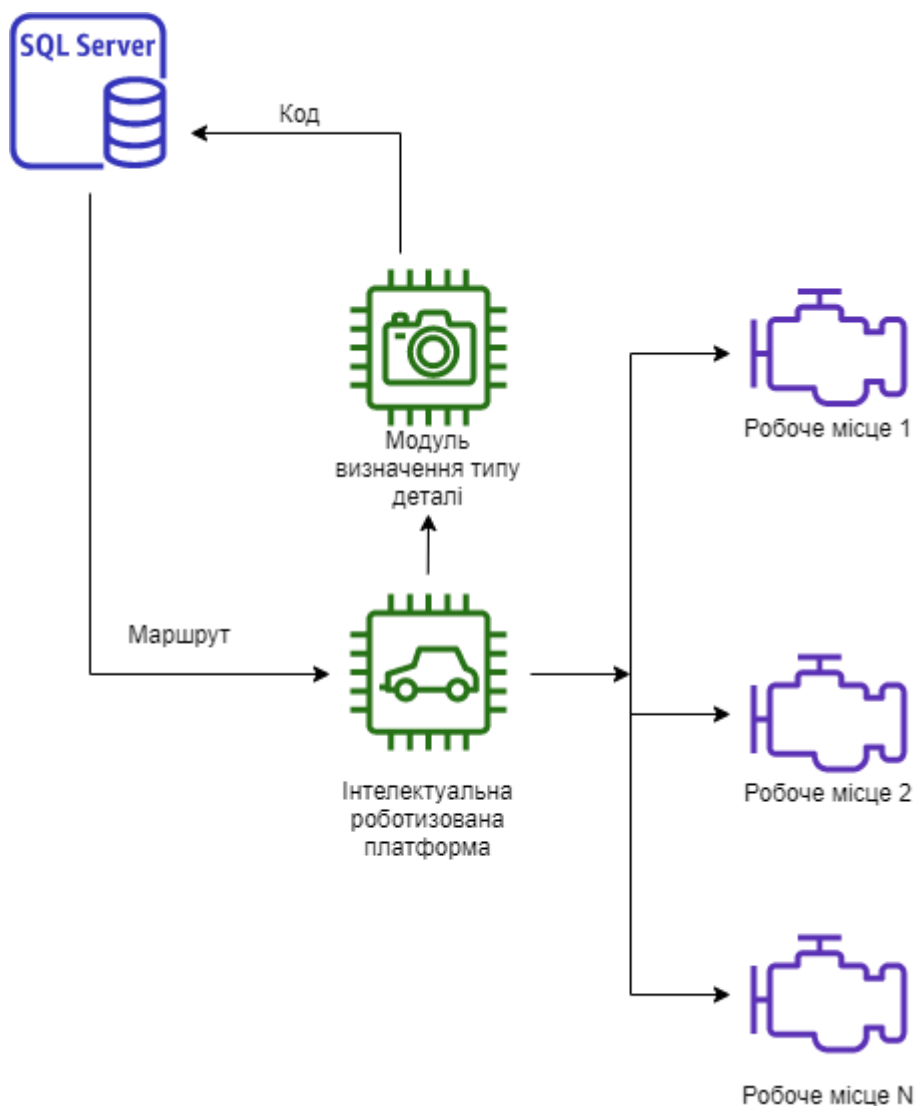 SQL Server
Код
Модуль
визначення типу
деталі
Робоче місце 1
Маршрут
Інтелектуальна
роботизована
платформа
Робоче місце 2
Робоче місце N